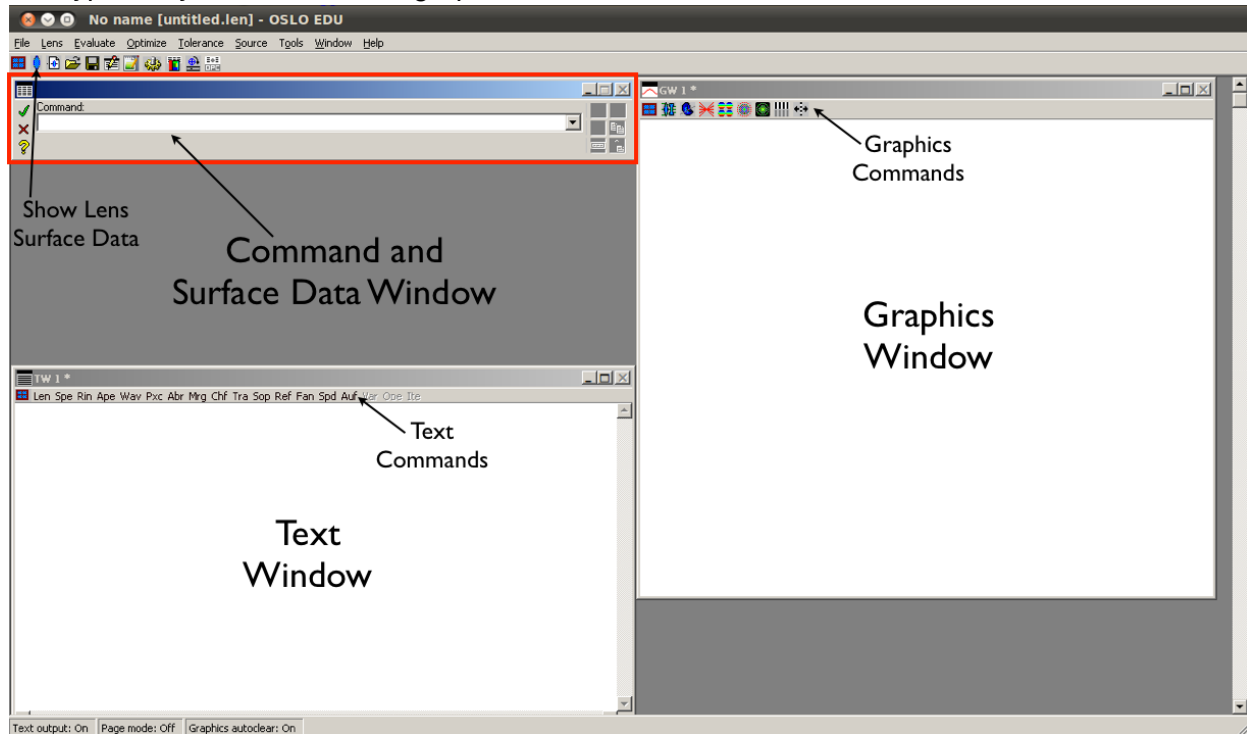 No name [untitled.len] - OSLO EDU
File Lens Evaluate Optimize Tolerance Source Tools Window Help
Command:
GW 1 *
Graphics
Commands
Show Lens
Surface Data
Command and
Surface Data Window
Graphics
Window
TW 1 *
Len Spe Rin Ape Wav Pxc Abr Mrg Chf Tra Sop Ref Fan Spd Auf Var Ope Ite
Text
Commands
Text
Window
Text output: On Page mode: Off Graphics autoclear: On